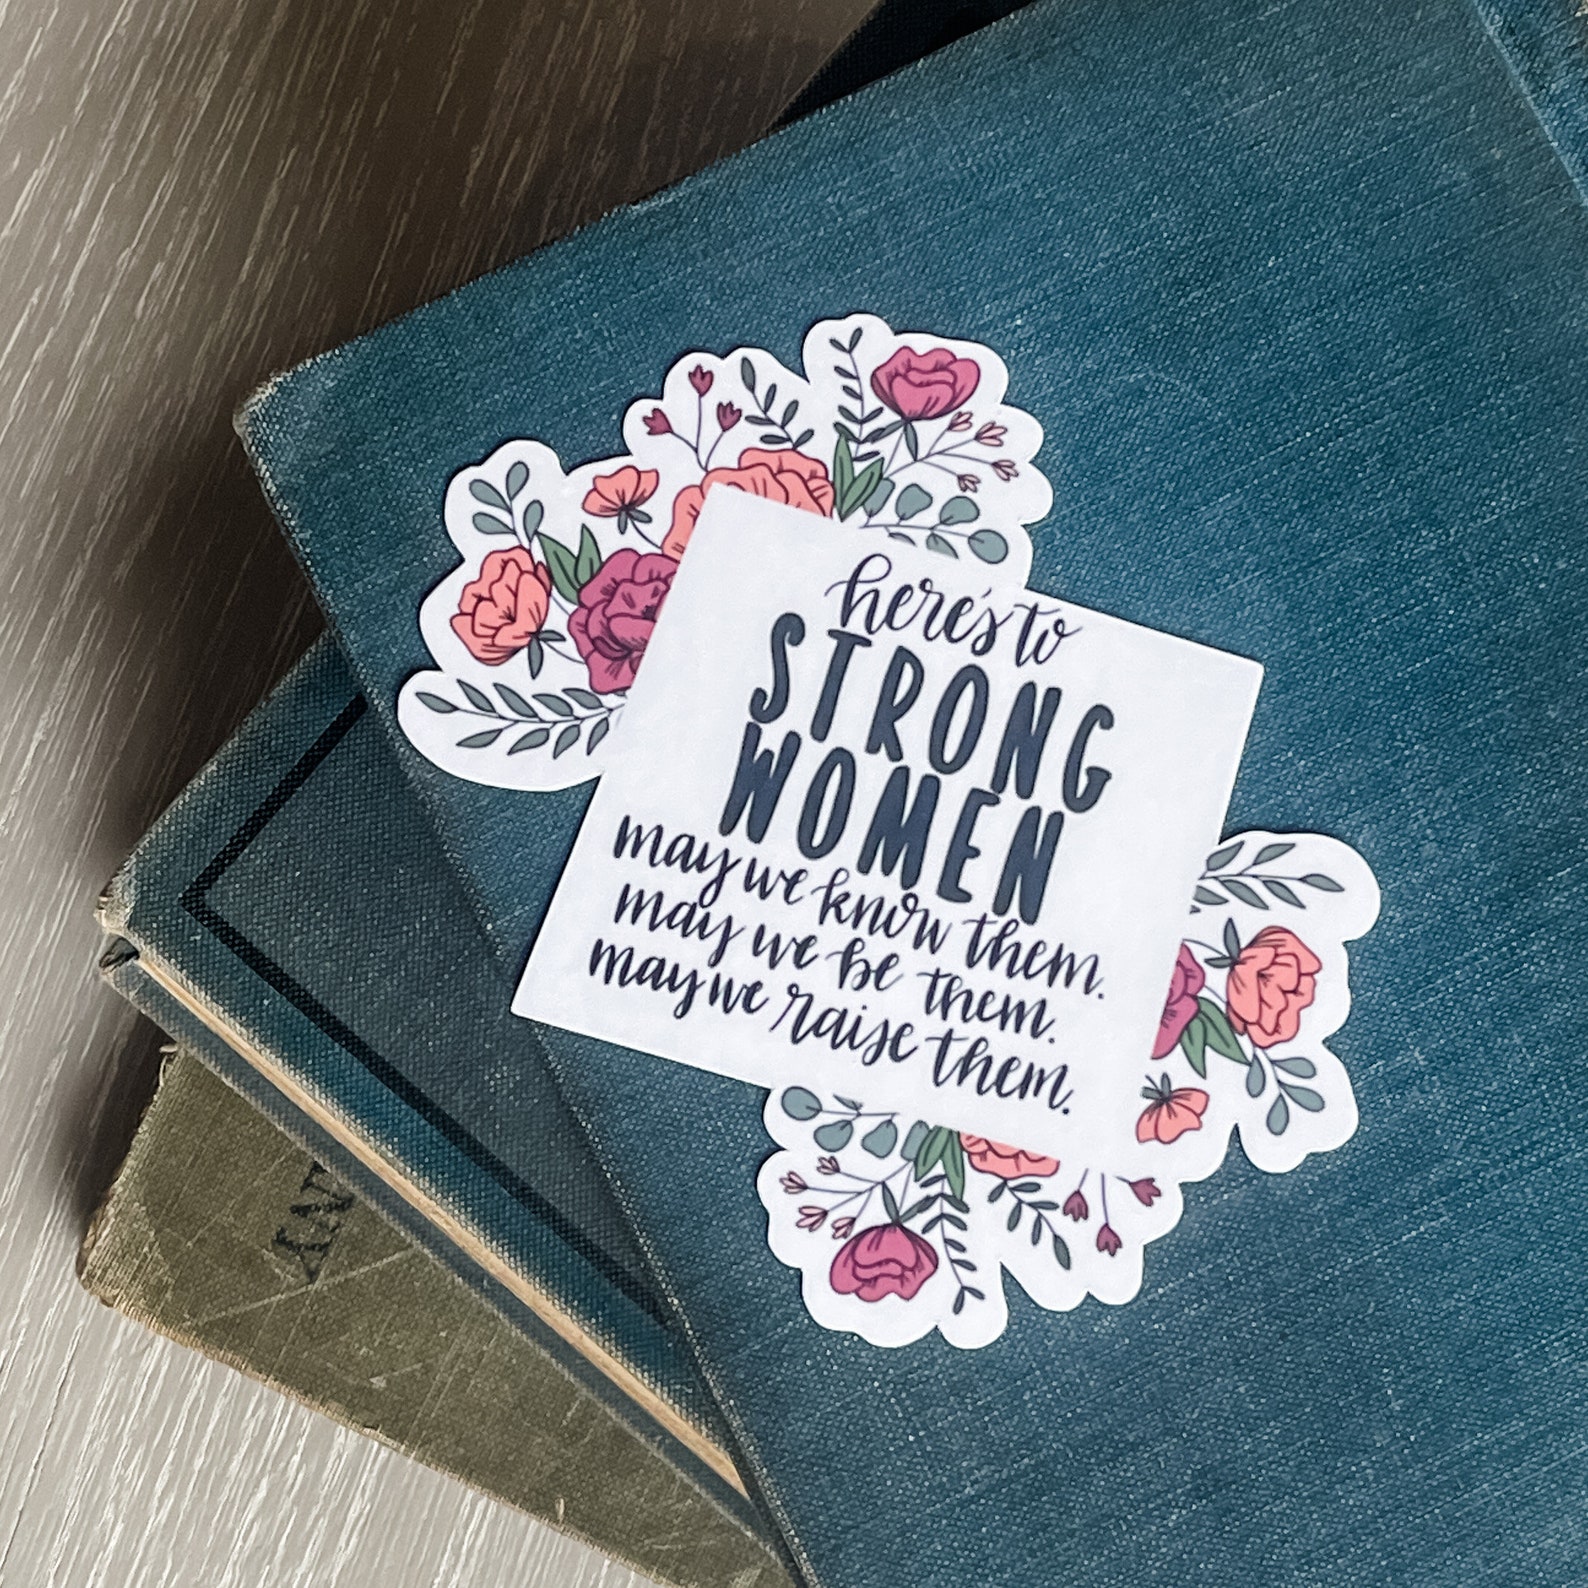 here's to
STRONG
WOMEN
may we know them.
may we be them.
may we raise them.